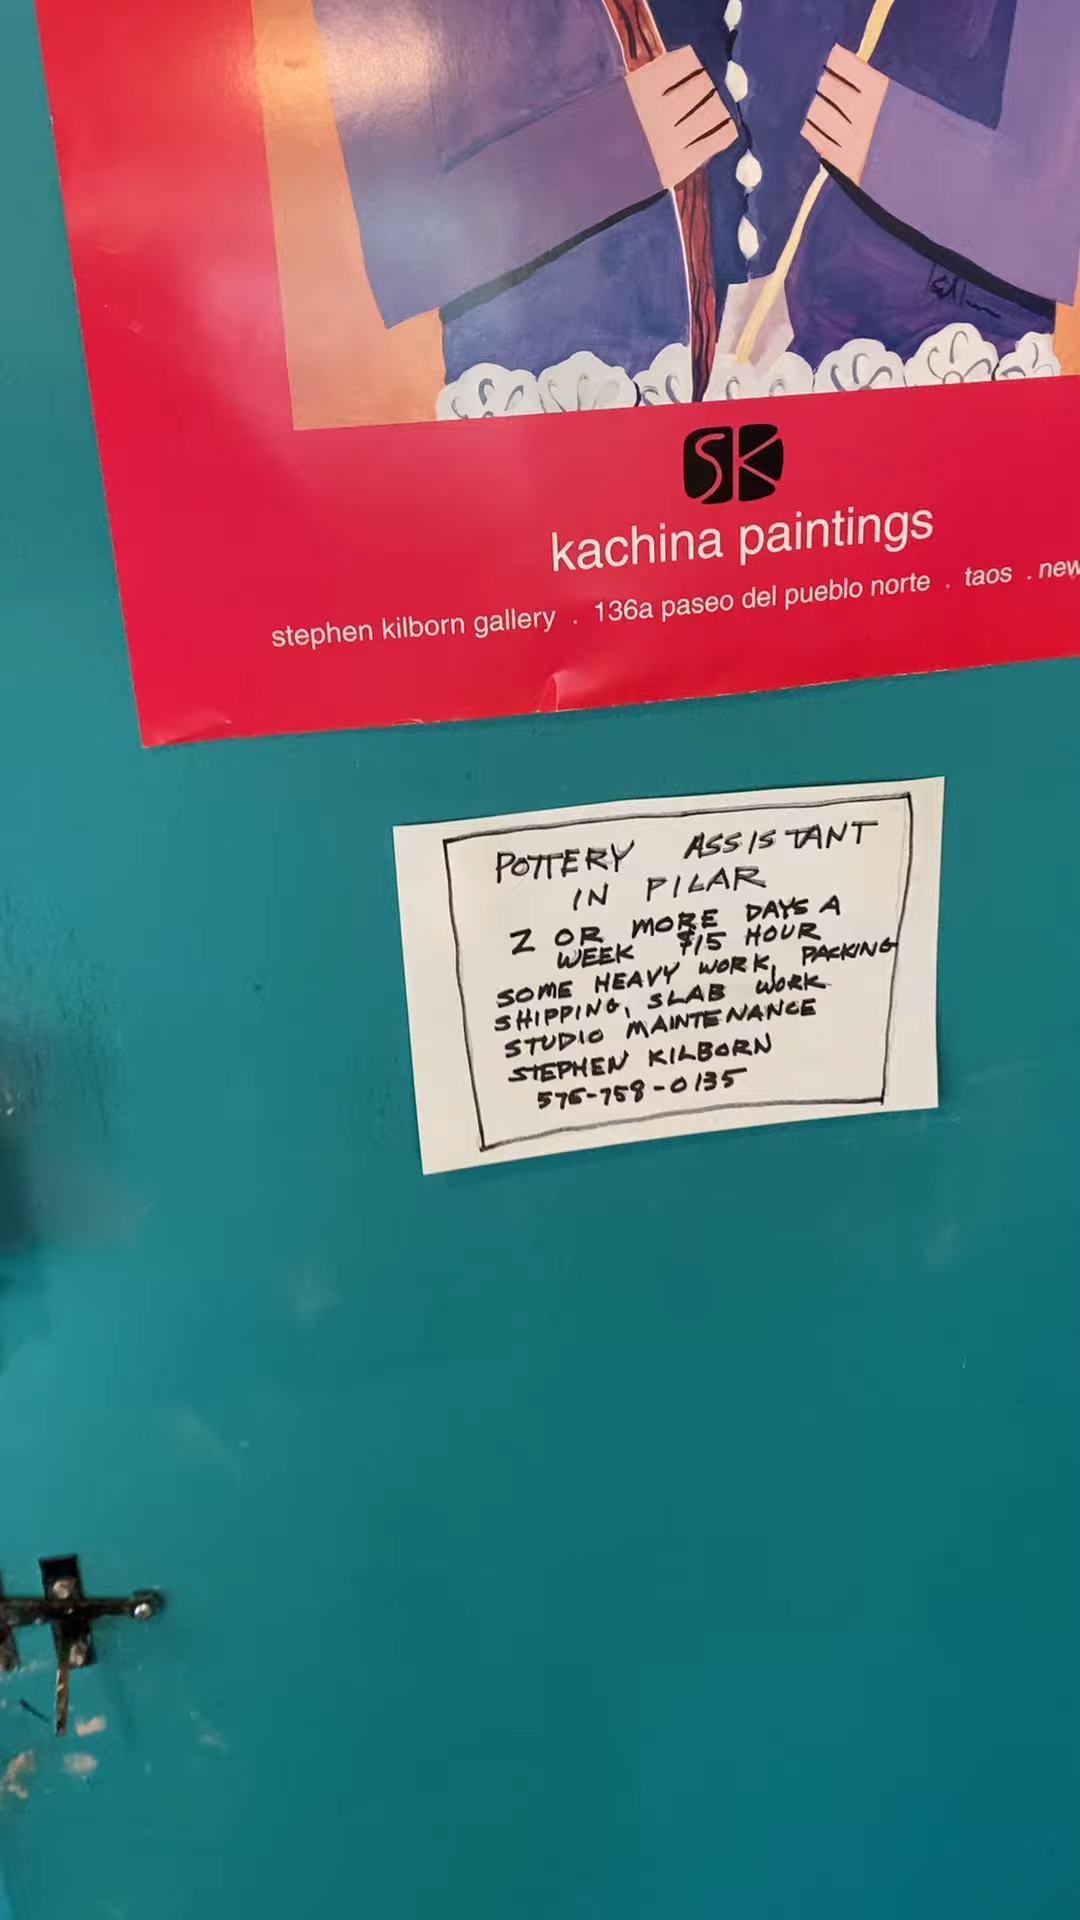 SK
kachina paintings
stephen kilborn gallery . 136a paseo del pueblo norte . taos . new
POTTERY ASSISTANT
IN PILAR
2 OR MORE DAYS A
WEEK $15 HOUR
SOME HEAVY WORK, PACKING
SHIPPING, SLAB WORK
STUDIO MAINTENANCE
STEPHEN KILBORN
575-758-0135